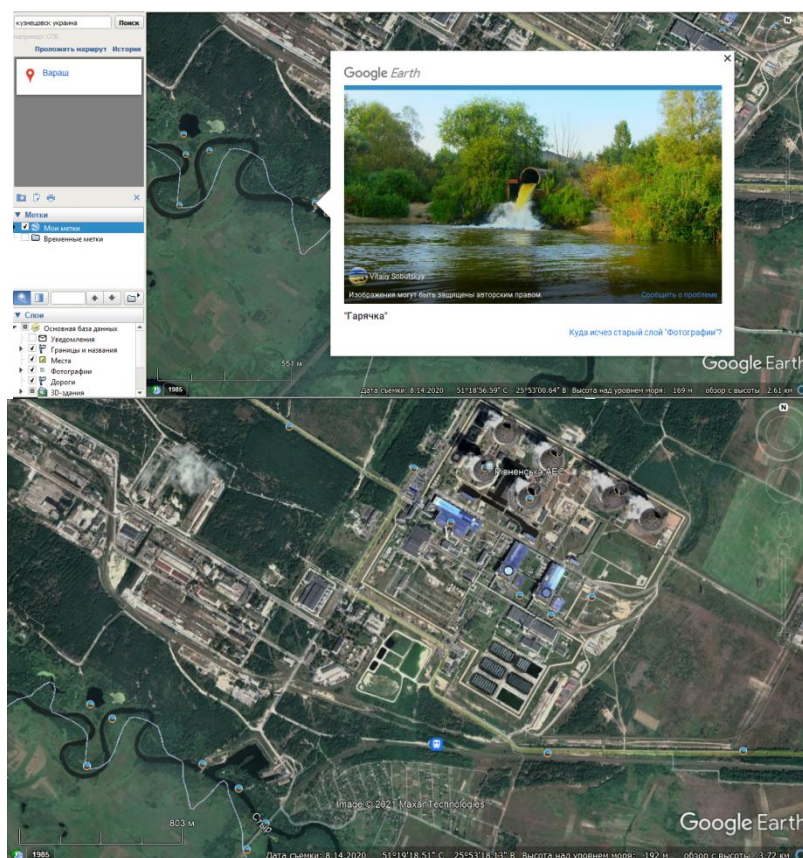 кузнецовск украина
Поиск
например: СПб
Проложить маршрут История
Вараш
Метки
Мои метки
Временные метки
Слои
Основная база данных
Уведомления
Границы и названия
Места
Фотографии
Дороги
3D-здания
Google Earth
Vitaliy Sobutskyy
Изображения могут быть защищены авторским правом.
Сообщить о проблеме
"Гарячка"
Куда исчез старый слой "Фотографии"?
551 м
Google Earth
1985
Дата съемки: 8.14.2020 51°18'56.59" С 25°53'00.64" В Высота над уровнем моря: 169 м обзор с высоты 2.61 км
N
Рівненська АЕС
Стир
Image © 2021 Maxar Technologies
803 м
Google Earth
1985
Дата съемки: 8.14.2020 51°19'18.51" С 25°53'18.13" В Высота над уровнем моря: 192 м обзор с высоты 3.72 км